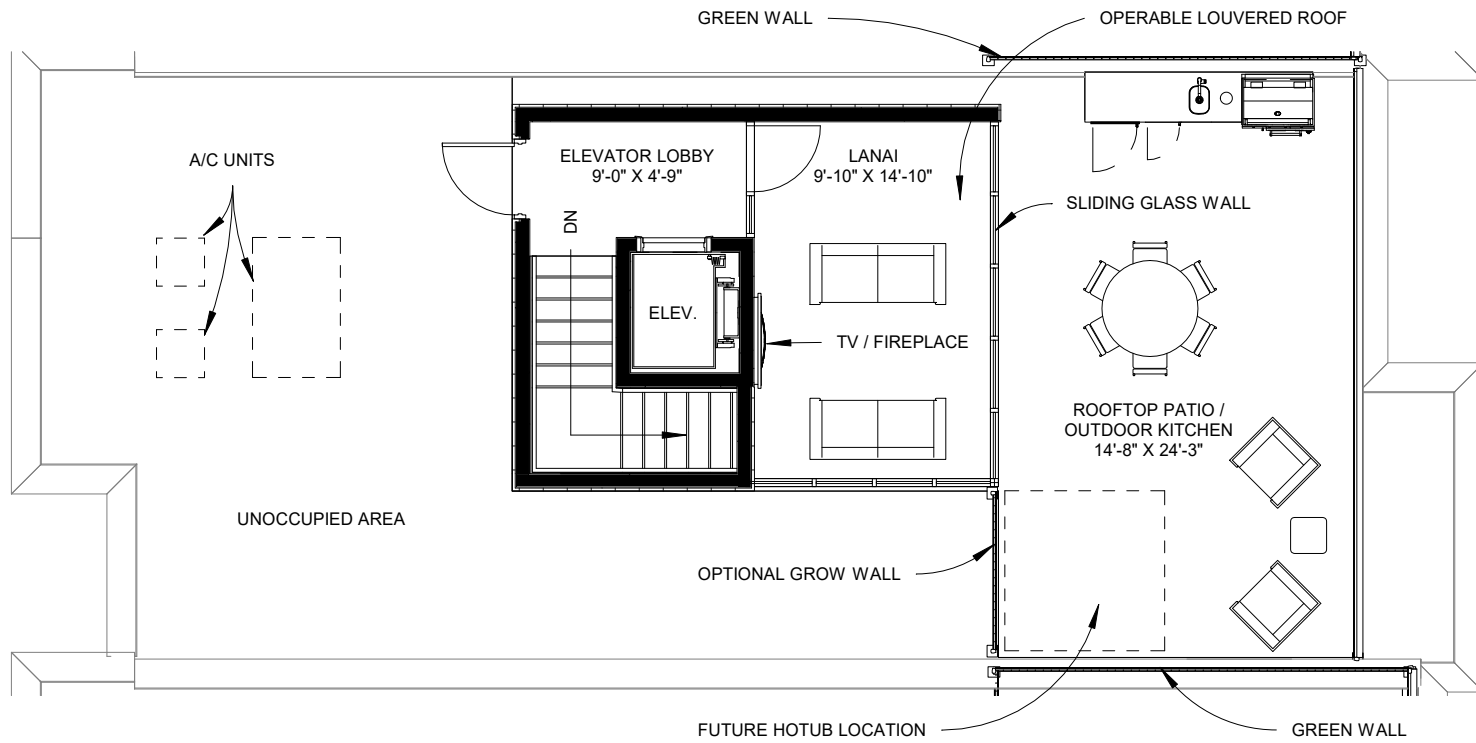 GREEN WALL
OPERABLE LOUVERED ROOF
A/C UNITS
ELEVATOR LOBBY
9'-0" X 4'-9"
LANAI
9'-10" X 14'-10"
SLIDING GLASS WALL
DN
ELEV.
TV / FIREPLACE
ROOFTOP PATIO /
OUTDOOR KITCHEN
14'-8" X 24'-3"
UNOCCUPIED AREA
OPTIONAL GROW WALL
FUTURE HOTUB LOCATION
GREEN WALL